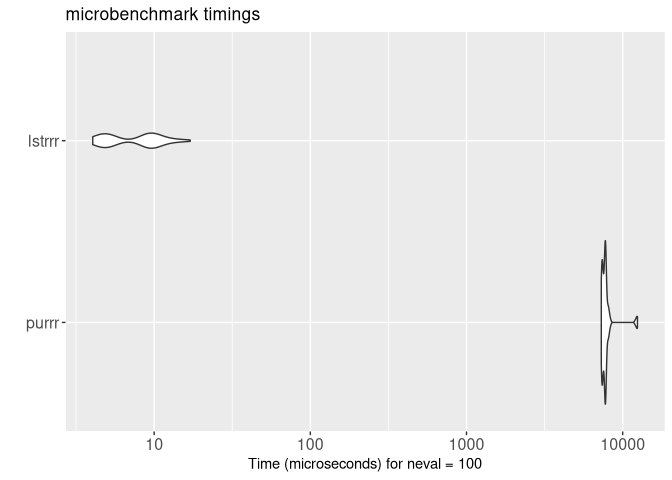 microbenchmark timings
lstrrr
purrr
10
100
1000
10000
Time (microseconds) for neval = 100